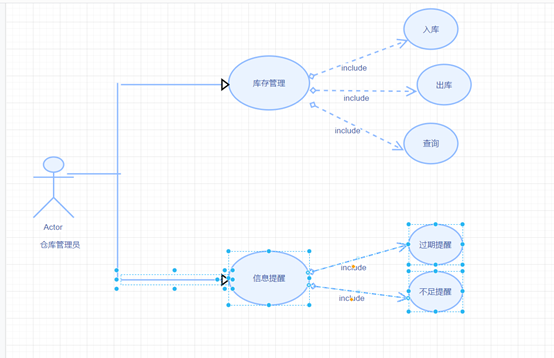 入库
include
库存管理
出库
include
include
查询
Actor
仓库管理员
过期提醒
include
信息提醒
不足提醒
include